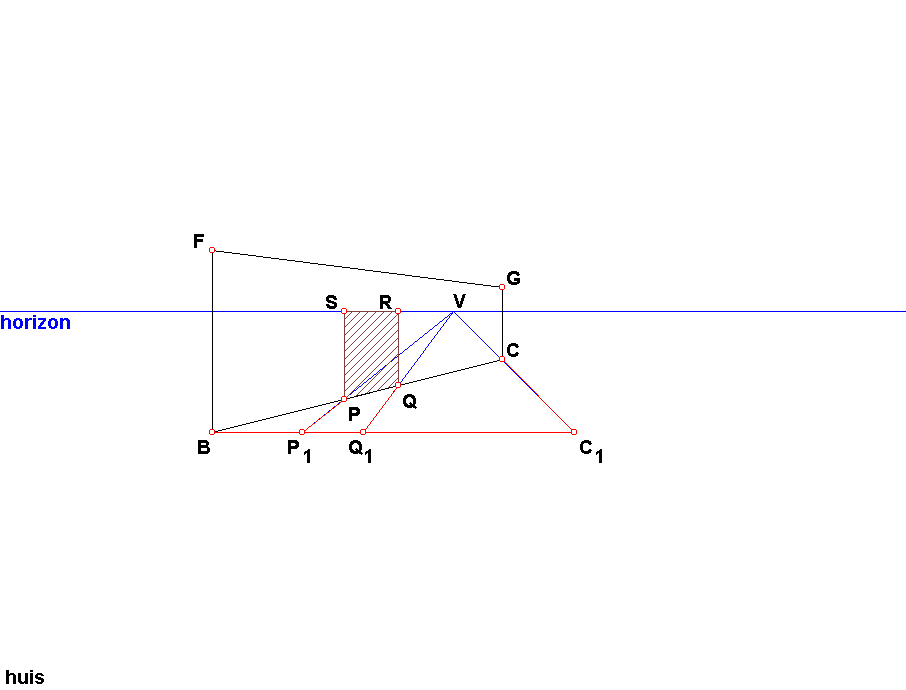 F
G
S R V
horizon
C
P Q
B P1 Q1 C1
huis